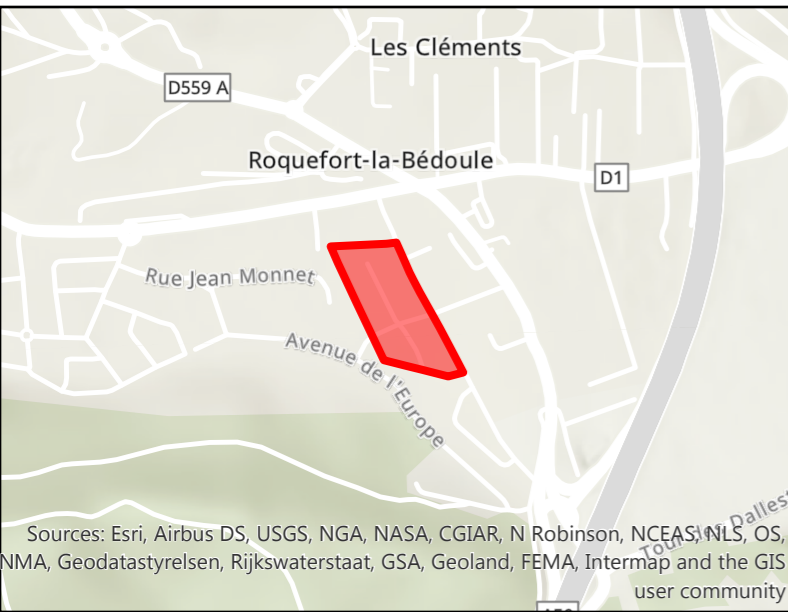 Les Cléments
D559 A
Roquefort-la-Bédoule
D1
Rue Jean Monnet
Avenue de l'Europe
Sources: Esri, Airbus DS, USGS, NGA, NASA, CGIAR, N Robinson, NCEAS, NLS, OS,
NMA, Geodatastyrelsen, Rijkswaterstaat, GSA, Geoland, FEMA, Intermap and the GIS
user community